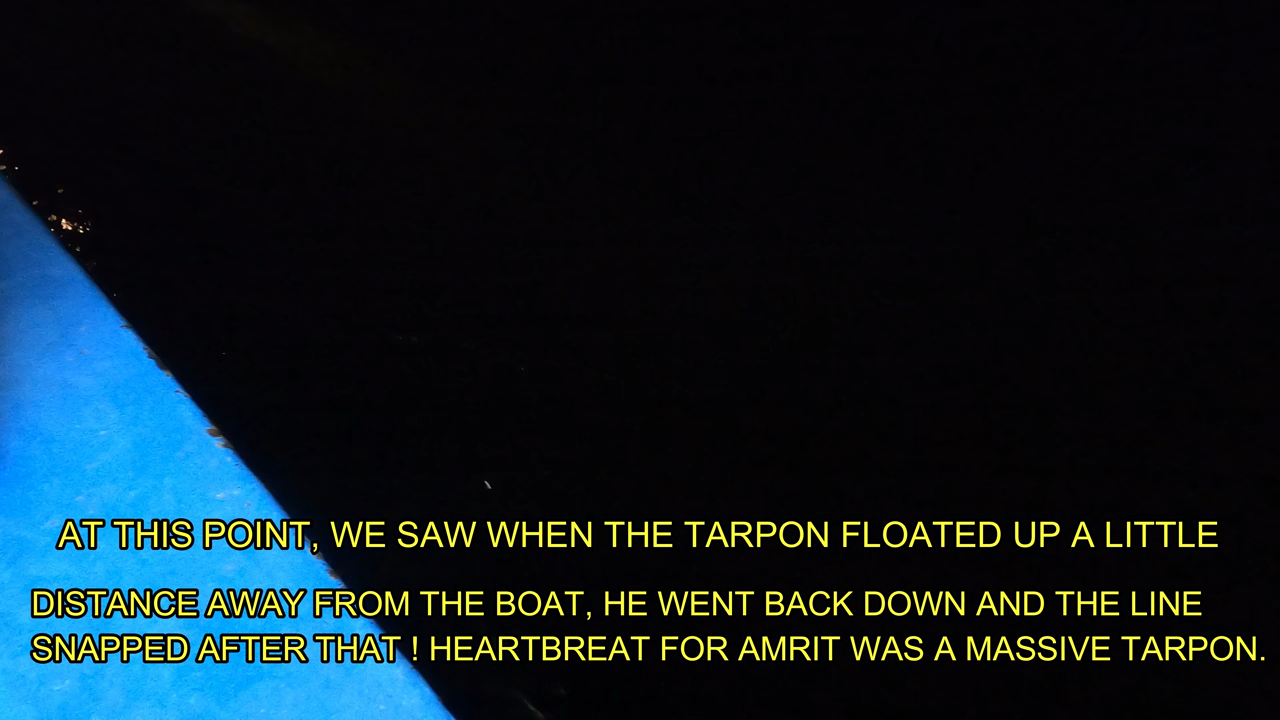 AT THIS POINT, WE SAW WHEN THE TARPON FLOATED UP A LITTLE
DISTANCE AWAY FROM THE BOAT, HE WENT BACK DOWN AND THE LINE
SNAPPED AFTER THAT ! HEARTBREAT FOR AMRIT WAS A MASSIVE TARPON.